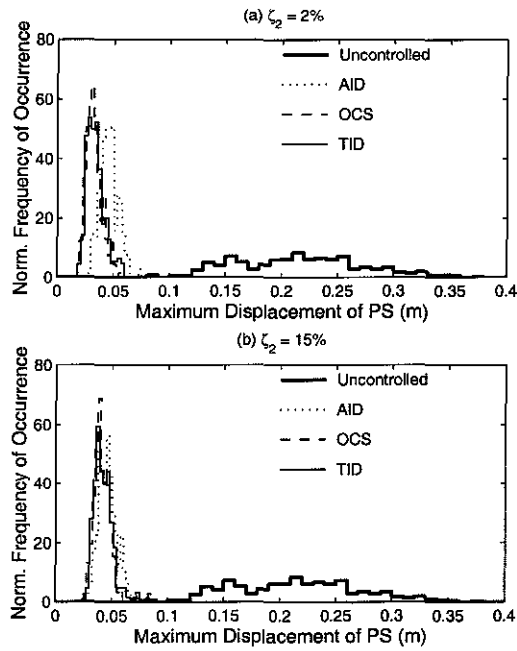 (a) ζ₂ = 2%
Norm. Frequency of Occurrence
80
60
40
20
0
Uncontrolled
AID
OCS
TID
0 0.05 0.1 0.15 0.2 0.25 0.3 0.35 0.4
Maximum Displacement of PS (m)
(b) ζ₂ = 15%
Norm. Frequency of Occurrence
80
60
40
20
0
Uncontrolled
AID
OCS
TID
0 0.05 0.1 0.15 0.2 0.25 0.3 0.35 0.4
Maximum Displacement of PS (m)